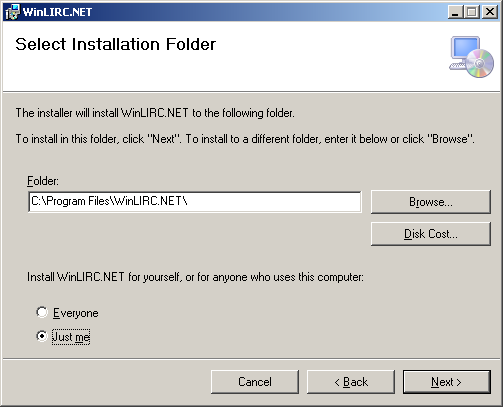 WinLIRC.NET
Select Installation Folder
The installer will install WinLIRC.NET to the following folder.
To install in this folder, click "Next". To install to a different folder, enter it below or click "Browse".
Folder:
C:\Program Files\WinLIRC.NET\
Browse...
Disk Cost...
Install WinLIRC.NET for yourself, or for anyone who uses this computer:
Everyone
Just me
Cancel
< Back
Next >